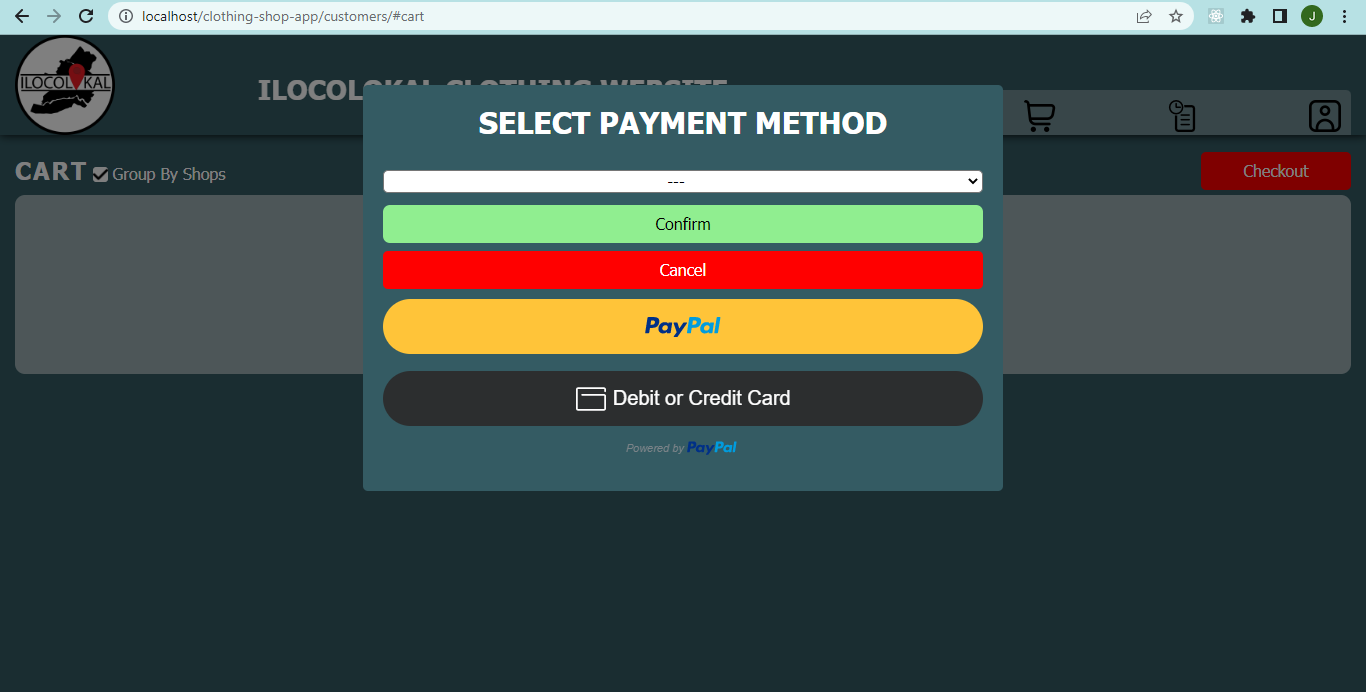 localhost/clothing-shop-app/customers/#cart
J
ILOCOLOKAL
ILOCOLOKAL CLOTHING WEBSITE
SELECT PAYMENT METHOD
CART Group By Shops
Checkout
---
Confirm
Cancel
PayPal
Debit or Credit Card
Powered by PayPal